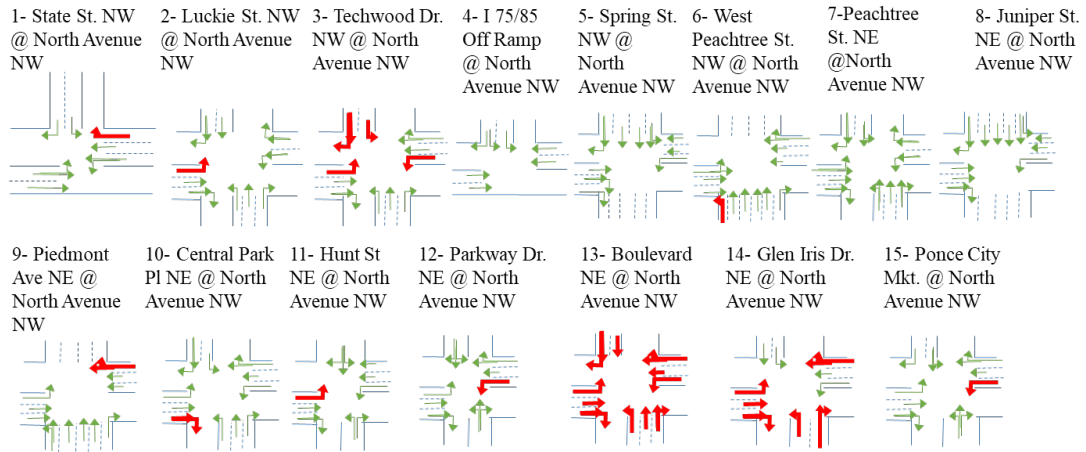 1- State St. NW
@ North Avenue
NW
2- Luckie St. NW
@ North Avenue
NW
3- Techwood Dr.
NW @ North
Avenue NW
4- I 75/85
Off Ramp
@ North
Avenue NW
5- Spring St.
NW @
North
Avenue NW
6- West
Peachtree St.
NW @ North
Avenue NW
7-Peachtree
St. NE
@North
Avenue NW
8- Juniper St.
NE @ North
Avenue NW
9- Piedmont
Ave NE @
North Avenue
NW
10- Central Park
Pl NE @ North
Avenue NW
11- Hunt St
NE @ North
Avenue NW
12- Parkway Dr.
NE @ North
Avenue NW
13- Boulevard
NE @ North
Avenue NW
14- Glen Iris Dr.
NE @ North
Avenue NW
15- Ponce City
Mkt. @ North
Avenue NW